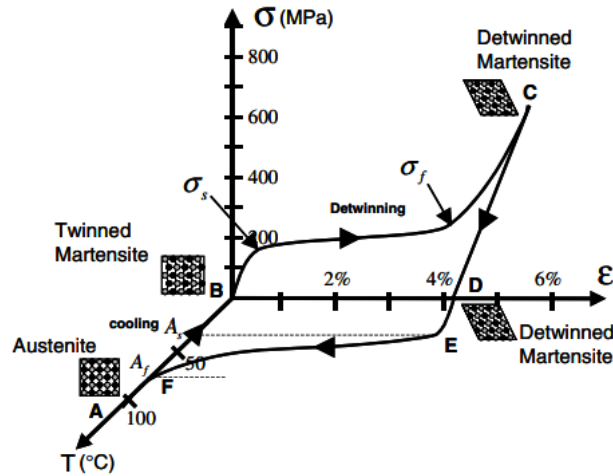 σ (MPa)
Detwinned
Martensite
C
800
600
400
200
σs
σf
Detwinning
Twinned
Martensite
B
2%
4%
D
6%
ε
cooling
As
50
E
Detwinned
Martensite
Austenite
Af
F
A
100
T (°C)